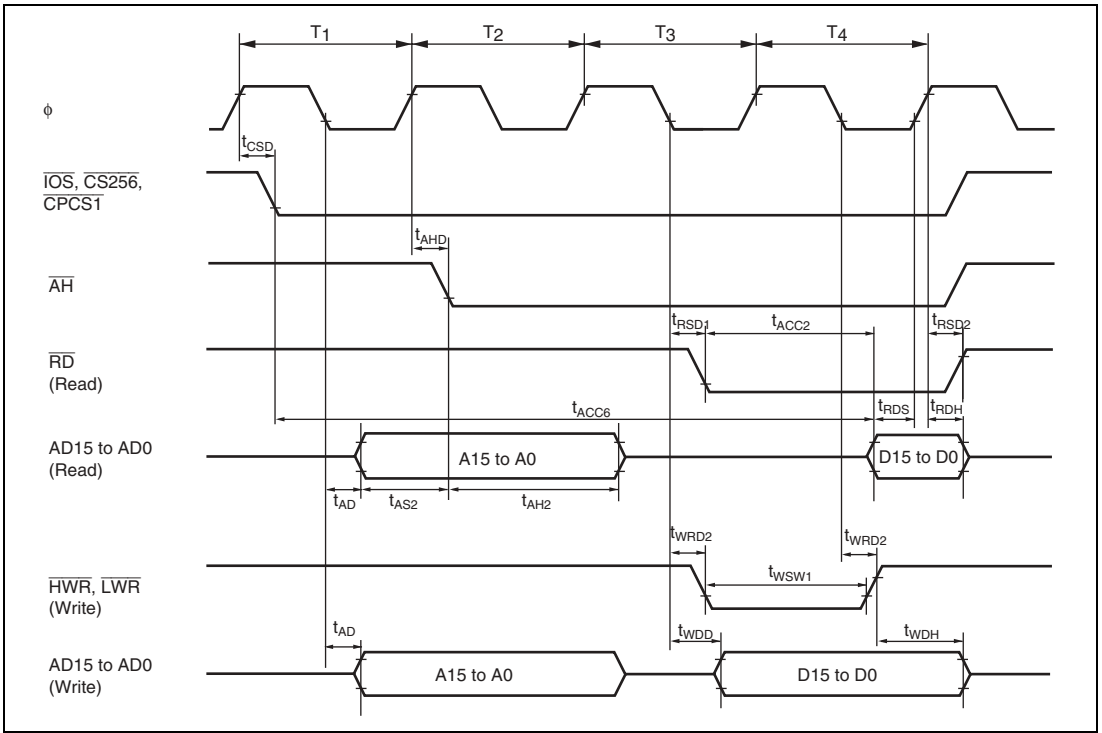 T1 T2 T3 T4
φ
tCSD
IOS, CS256,
CPCS1
tAHD
AH
tRSD1 tACC2 tRSD2
RD
(Read)
tACC6 tRDS tRDH
AD15 to AD0
(Read)
A15 to A0 D15 to D0
tAD tAS2 tAH2
tWRD2 tWRD2
HWR, LWR
(Write)
tWSW1
tAD tWDD tWDH
AD15 to AD0
(Write)
A15 to A0 D15 to D0